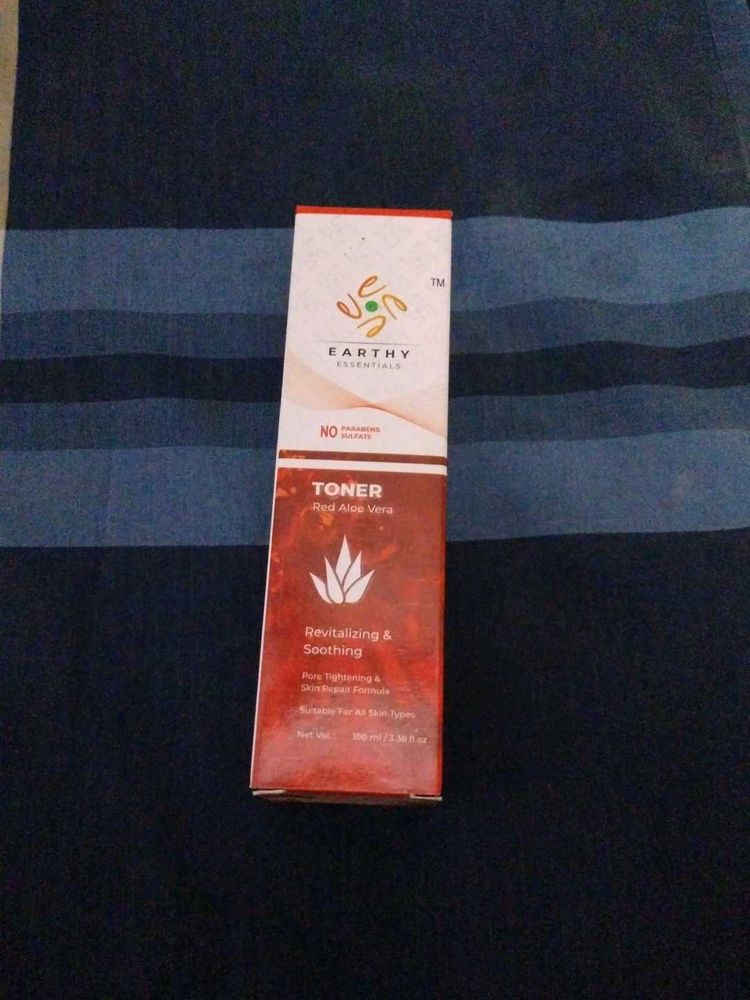 TM
EARTHY
ESSENTIALS
NO PARABENS
SULFATE
TONER
Red Aloe Vera
Revitalizing &
Soothing
Pore Tightening &
Skin Repair Formula
Suitable For All Skin Types
Net Vol.: 100 ml / 3.38 fl oz